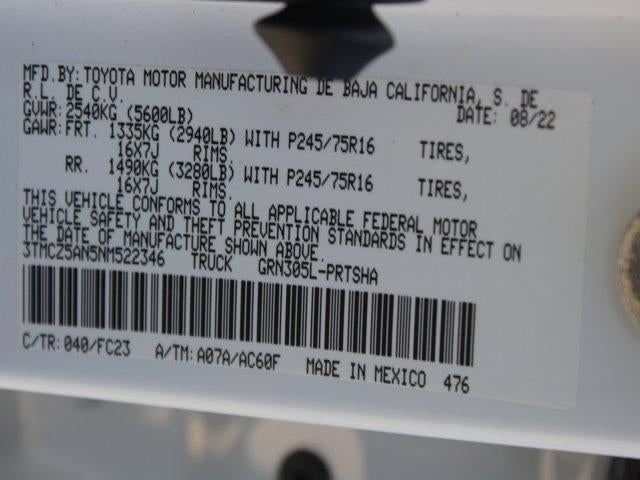 MFD.BY:TOYOTA MOTOR MANUFACTURING DE BAJA CALIFORNIA, S. DE
R.L. DE C.V.
GVWR:2540KG (5600LB) DATE: 08/22
GAWR:FRT. 1335KG (2940LB) WITH P245/75R16 TIRES,
16X7J RIMS.
RR. 1490KG (3280LB) WITH P245/75R16 TIRES,
16X7J RIMS.
THIS VEHICLE CONFORMS TO ALL APPLICABLE FEDERAL MOTOR
VEHICLE SAFETY AND THEFT PREVENTION STANDARDS IN EFFECT ON
THE DATE OF MANUFACTURE SHOWN ABOVE.
3TMCZ5AN5NM522346 TRUCK GRN305L-PRTSHA
C/TR:040/FC23 A/TM:A07A/AC60F MADE IN MEXICO 476